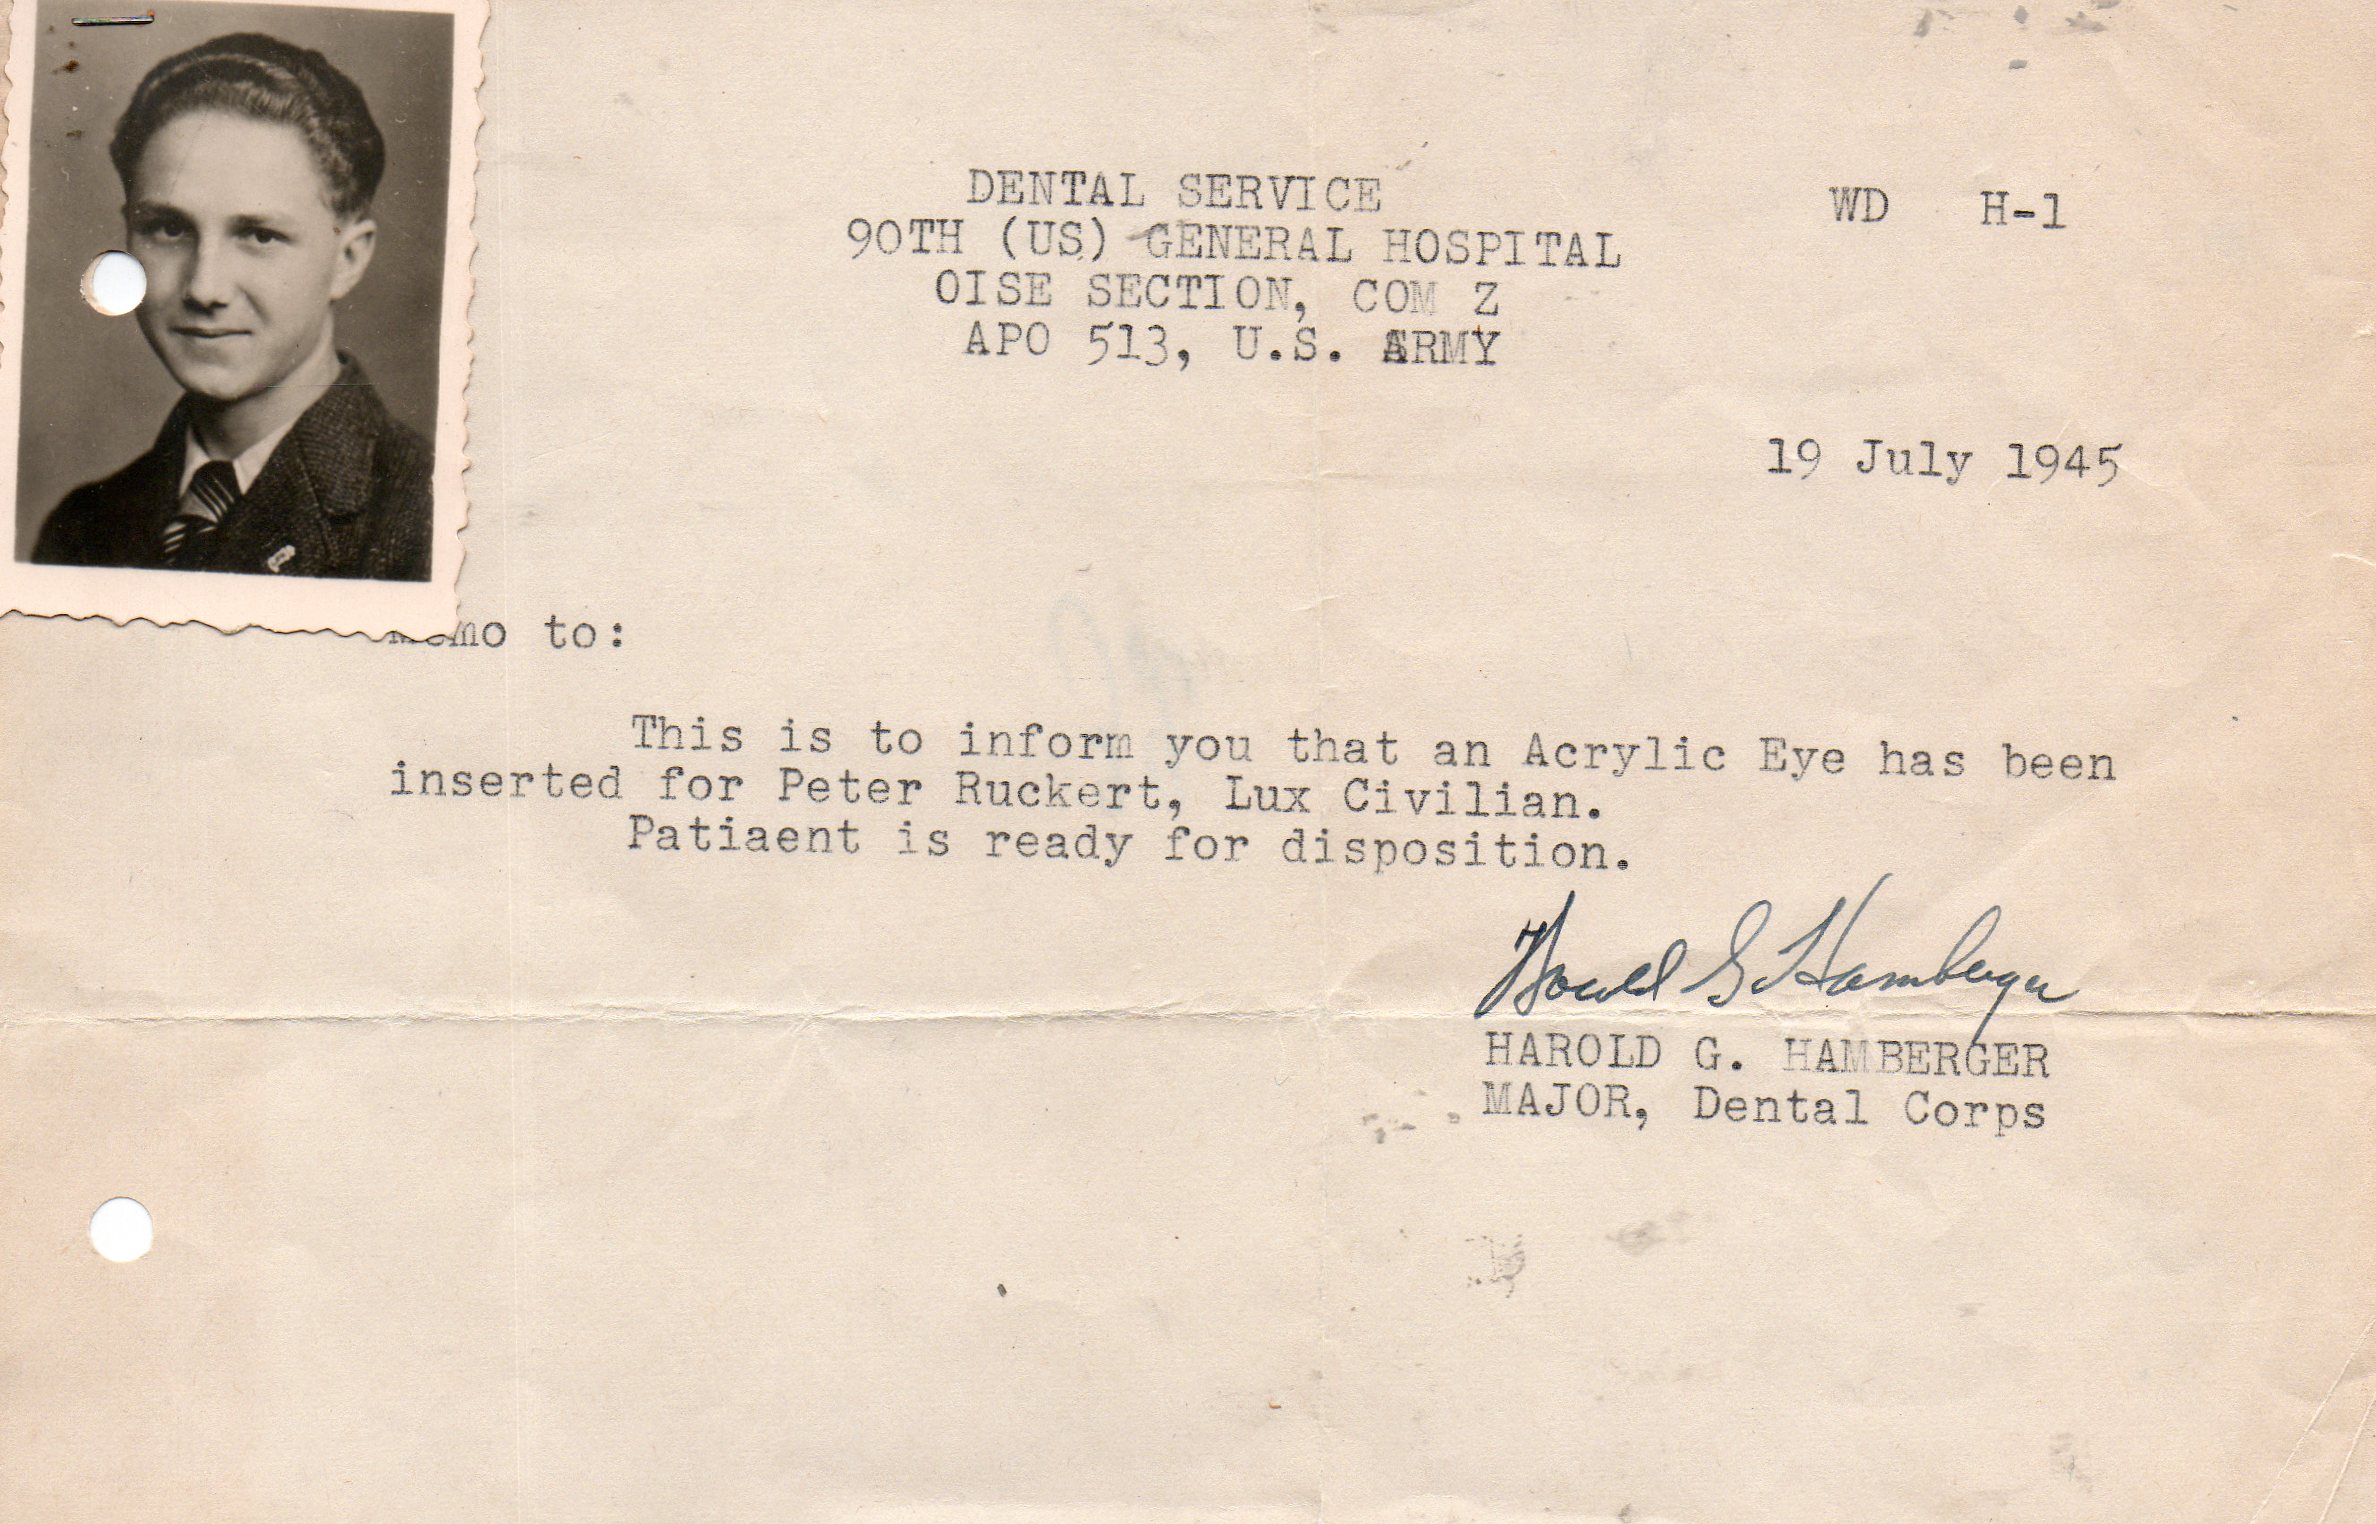 DENTAL SERVICE
WD H-1
90TH (US) GENERAL HOSPITAL
OISE SECTION, COM Z
APO 513, U.S. ARMY
19 July 1945
Memo to:
This is to inform you that an Acrylic Eye has been
inserted for Peter Ruckert, Lux Civilian.
Patiaent is ready for disposition.
Harold G Hamberger
HAROLD G. HAMBERGER
MAJOR, Dental Corps